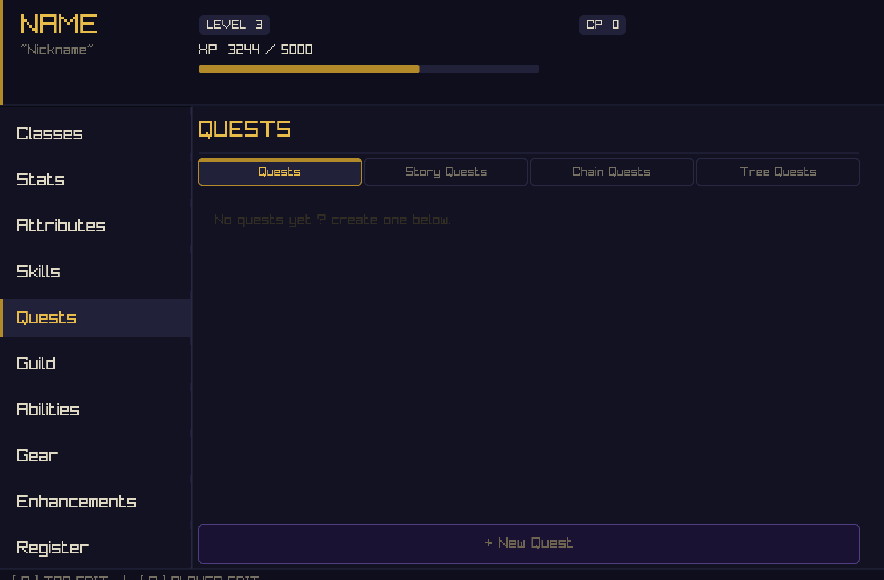 NAME
"Nickname"
LEVEL 3
CP 0
XP 3244 / 5000
Classes
Stats
Attributes
Skills
Quests
Guild
Abilities
Gear
Enhancements
Register
QUESTS
Quests
Story Quests
Chain Quests
Tree Quests
No quests yet ? create one below.
+ New Quest